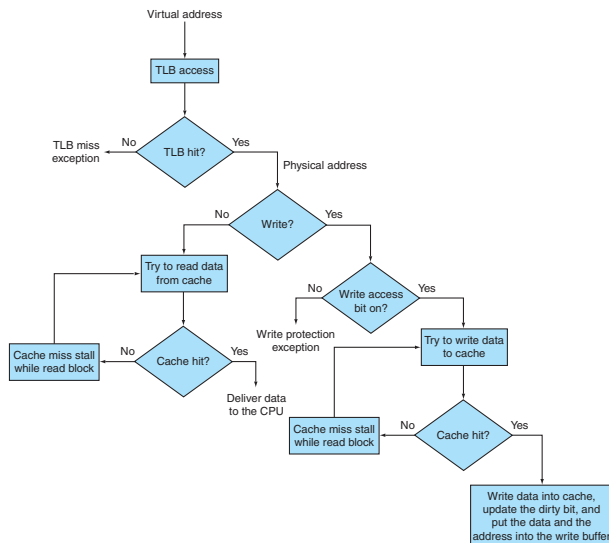 Virtual address
TLB access
TLB miss
exception
No
TLB hit?
Yes
Physical address
No
Write?
Yes
Try to read data
from cache
No
Write access
bit on?
Yes
Write protection
exception
Try to write data
to cache
Cache miss stall
while read block
No
Cache hit?
Yes
Deliver data
to the CPU
Cache miss stall
while read block
No
Cache hit?
Yes
Write data into cache,
update the dirty bit, and
put the data and the
address into the write buffer